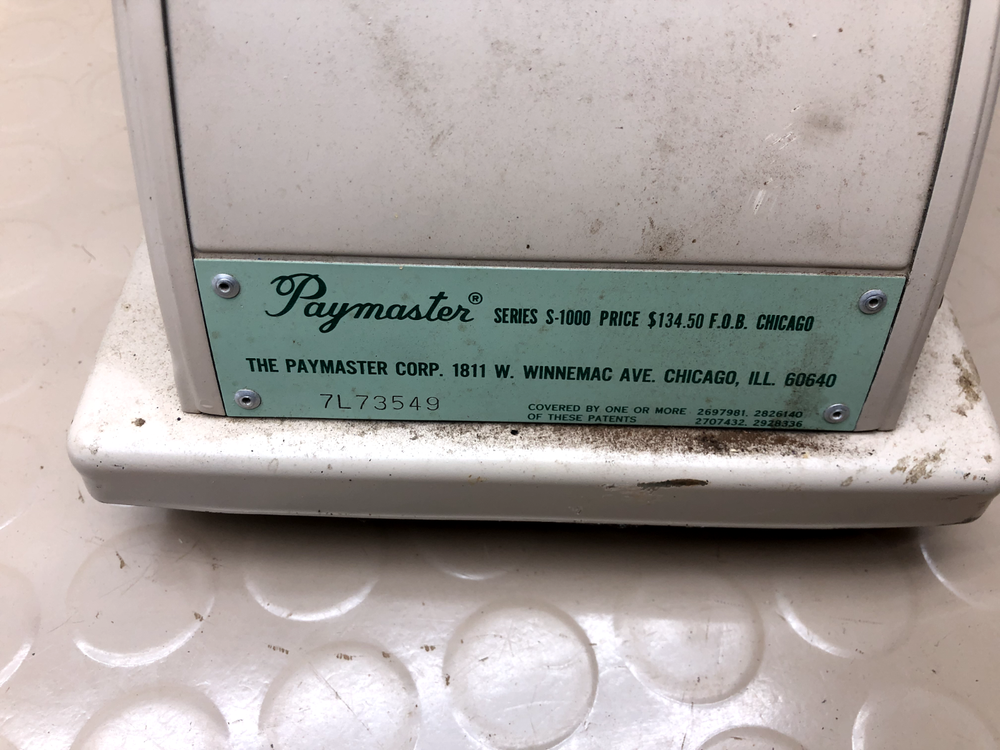 Paymaster® SERIES S-1000 PRICE $134.50 F.O.B. CHICAGO
THE PAYMASTER CORP. 1811 W. WINNEMAC AVE. CHICAGO, ILL. 60640
7L73549
COVERED BY ONE OR MORE 2697981, 2826140
OF THESE PATENTS 2707432, 2928336